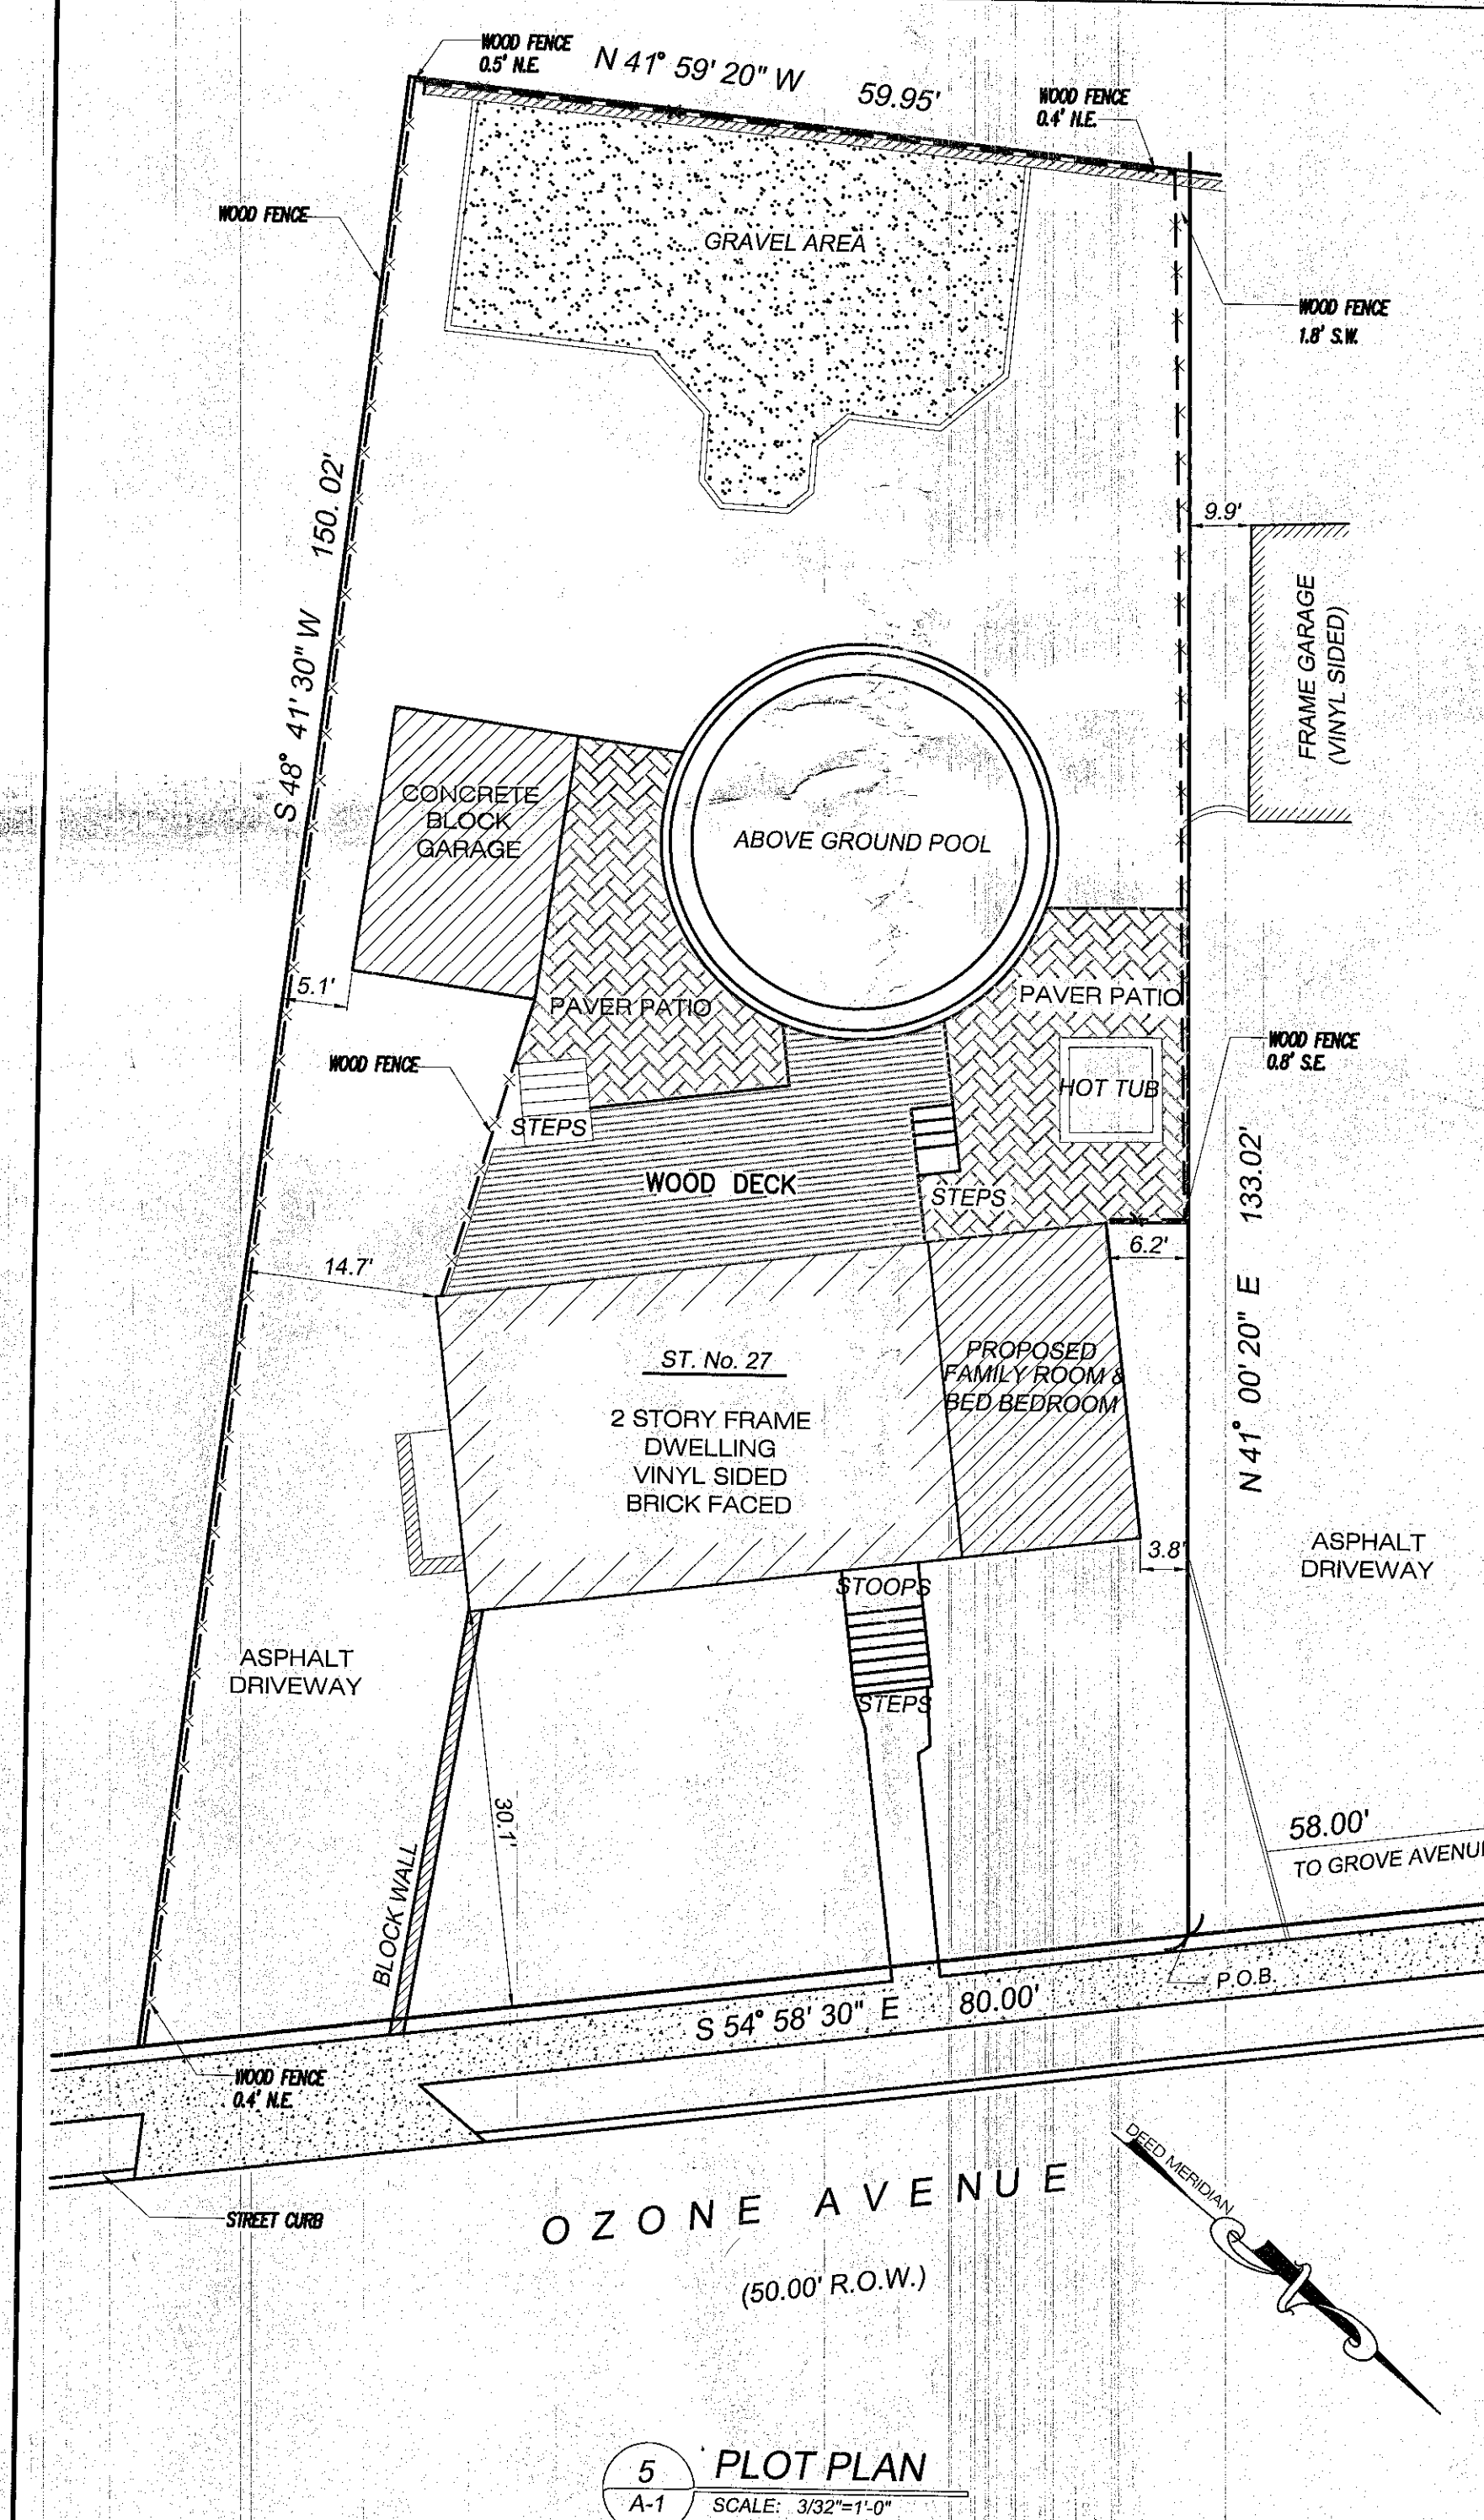 WOOD FENCE
0.5' N.E.
N 41° 59' 20" W 59.95'
WOOD FENCE
0.4' N.E.
WOOD FENCE
GRAVEL AREA
WOOD FENCE
1.8' S.W.
S 48° 41' 30" W 150. 02'
9.9'
FRAME GARAGE
(VINYL SIDED)
CONCRETE
BLOCK
GARAGE
ABOVE GROUND POOL
5.1'
PAVER PATIO
PAVER PATIO
WOOD FENCE
WOOD FENCE
0.8' S.E.
HOT TUB
STEPS
WOOD DECK
STEPS
N 41° 00' 20" E 133.02'
6.2'
14.7'
ST. No. 27
2 STORY FRAME
DWELLING
VINYL SIDED
BRICK FACED
PROPOSED
FAMILY ROOM &
BED BEDROOM
3.8'
ASPHALT
DRIVEWAY
STOOPS
STEPS
ASPHALT
DRIVEWAY
30.1'
BLOCK WALL
58.00'
TO GROVE AVENUE
P.O.B.
S 54° 58' 30" E 80.00'
WOOD FENCE
0.4' N.E.
STREET CURB
OZONE AVENUE
(50.00' R.O.W.)
DEED MERIDIAN
5
A-1
PLOT PLAN
SCALE: 3/32"=1'-0"